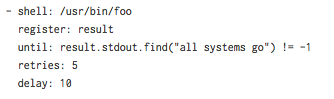 - shell: /usr/bin/foo
  register: result
  until: result.stdout.find("all systems go") != -1
  retries: 5
  delay: 10